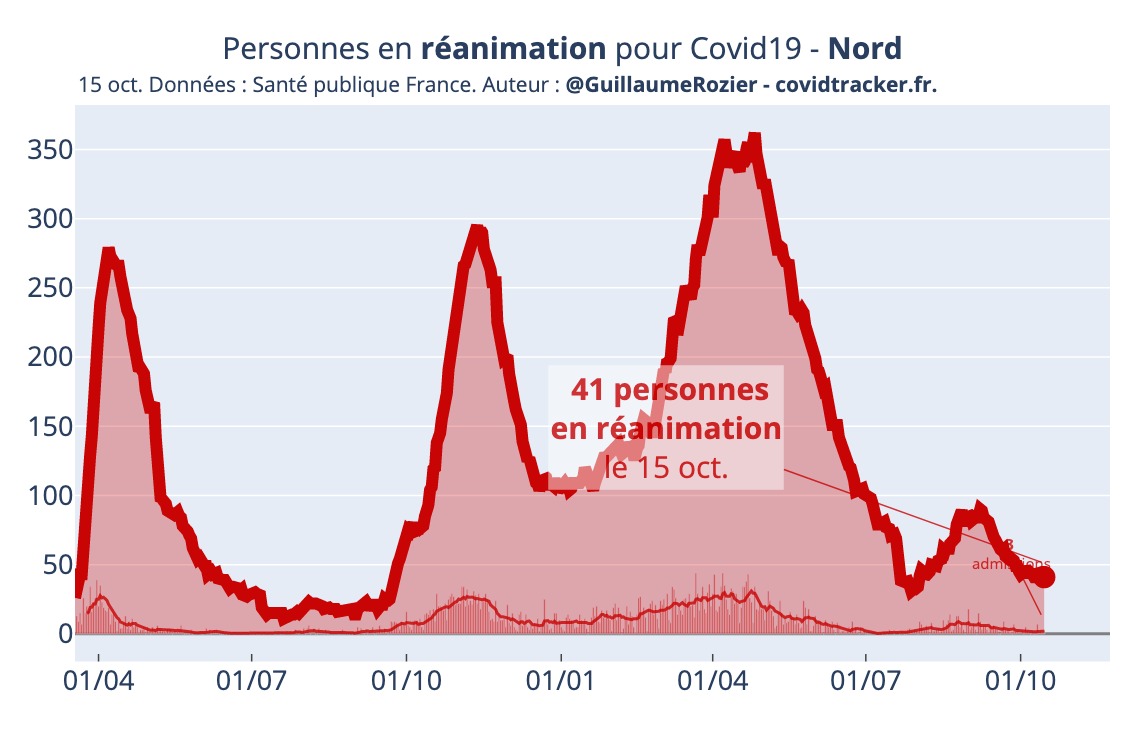 Personnes en réanimation pour Covid19 - Nord
15 oct. Données : Santé publique France. Auteur : @GuillaumeRozier - covidtracker.fr.
350
300
250
200
150
100
50
0
41 personnes
en réanimation
le 15 oct.
admissions
01/04
01/07
01/10
01/01
01/04
01/07
01/10